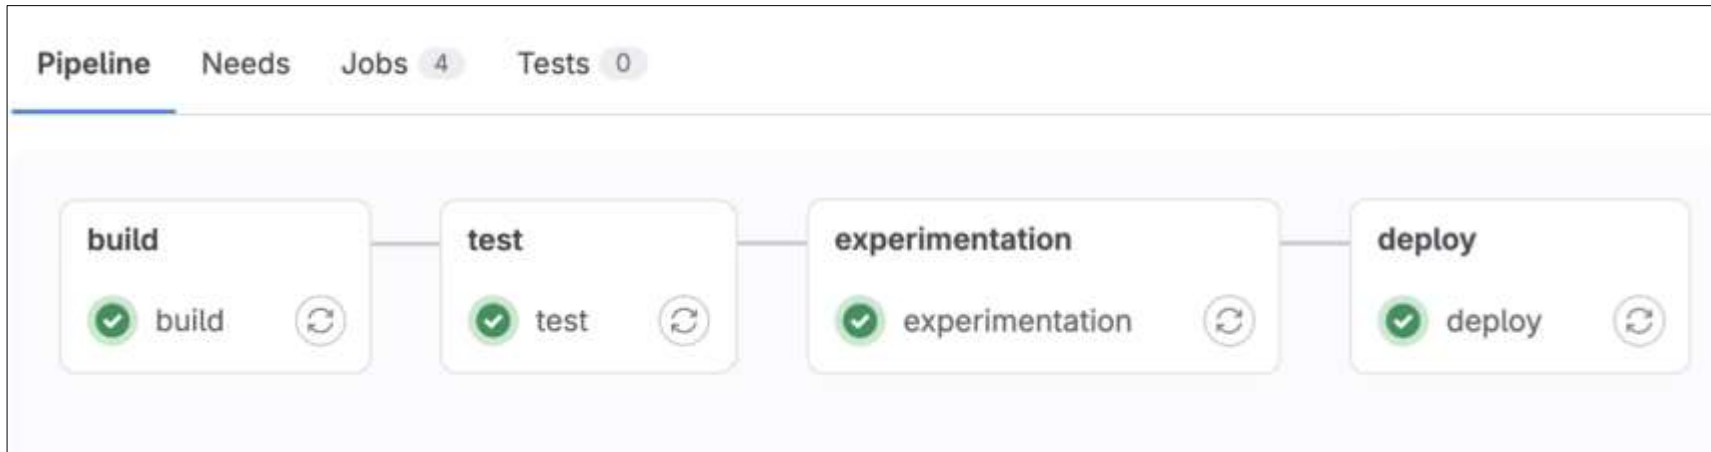 Pipeline Needs Jobs 4 Tests 0
build test experimentation deploy
build test experimentation deploy